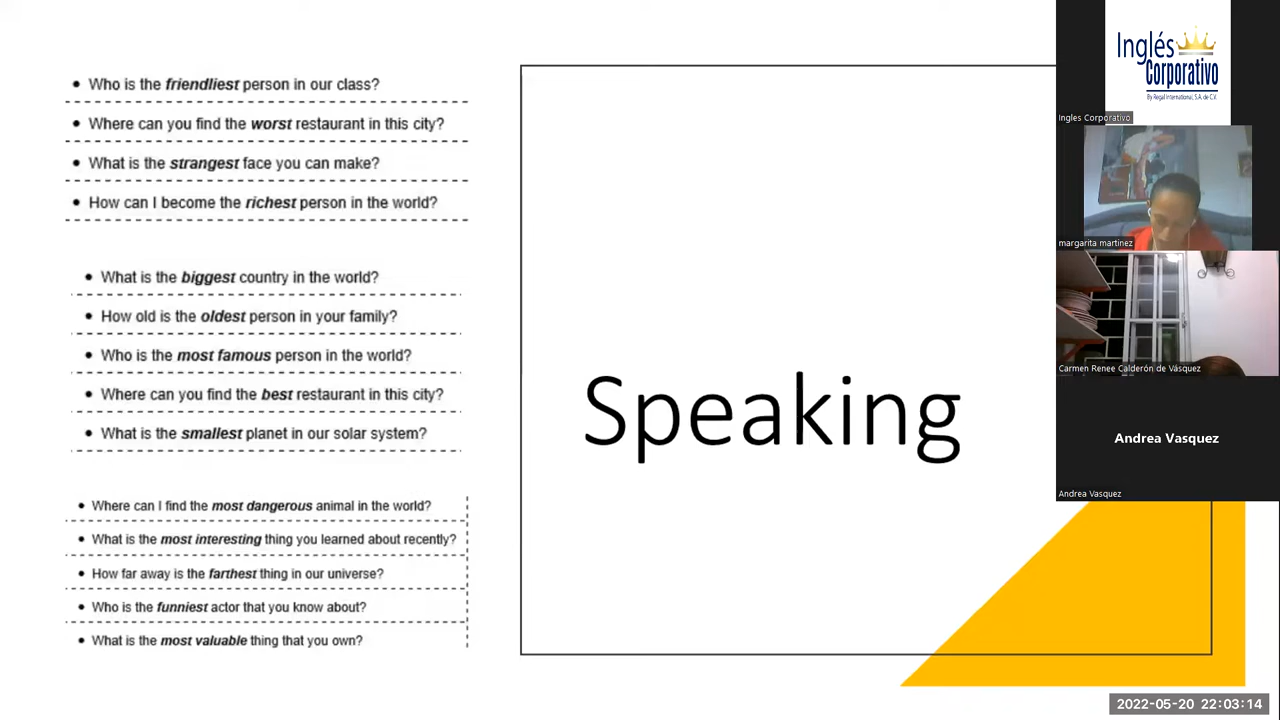 • Who is the friendliest person in our class?
• Where can you find the worst restaurant in this city?
• What is the strangest face you can make?
• How can I become the richest person in the world?
• What is the biggest country in the world?
• How old is the oldest person in your family?
• Who is the most famous person in the world?
• Where can you find the best restaurant in this city?
• What is the smallest planet in our solar system?
• Where can I find the most dangerous animal in the world?
• What is the most interesting thing you learned about recently?
• How far away is the farthest thing in our universe?
• Who is the funniest actor that you know about?
• What is the most valuable thing that you own?
Speaking
Inglés
Corporativo
By Regal International, S.A. de C.V.
Ingles Corporativo
margarita martinez
Carmen Renee Calderón de Vásquez
Andrea Vasquez
Andrea Vasquez
2022-05-20 22:03:14